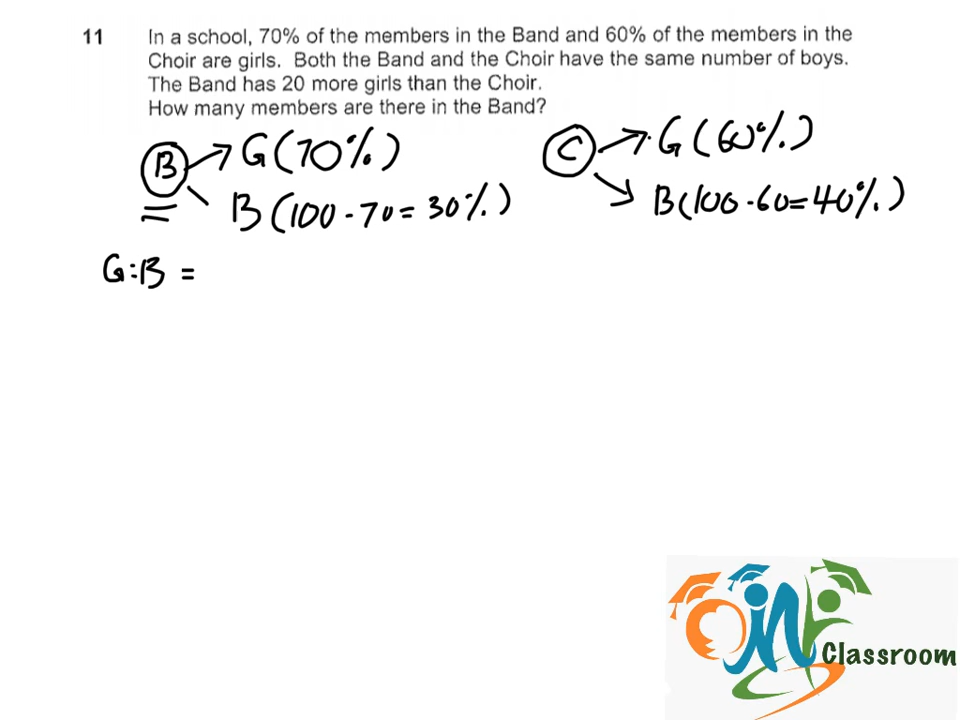 11 In a school, 70% of the members in the Band and 60% of the members in the
Choir are girls. Both the Band and the Choir have the same number of boys.
The Band has 20 more girls than the Choir.
How many members are there in the Band?
B G (70%) C G (60%)
B (100 - 70 = 30%) B (100 - 60 = 40%)
G:B =
OINK
Classroom